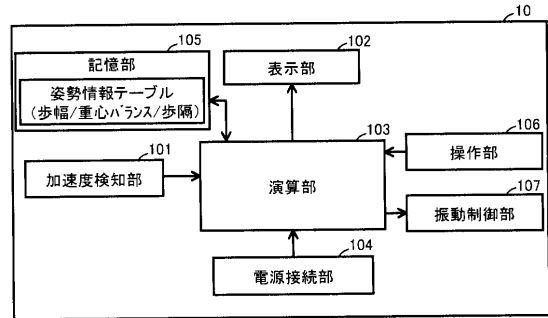 10
105
記憶部
姿勢情報テーブル
(歩幅/重心バランス/歩隔)
102
表示部
103
演算部
106
操作部
101
加速度検知部
107
振動制御部
104
電源接続部